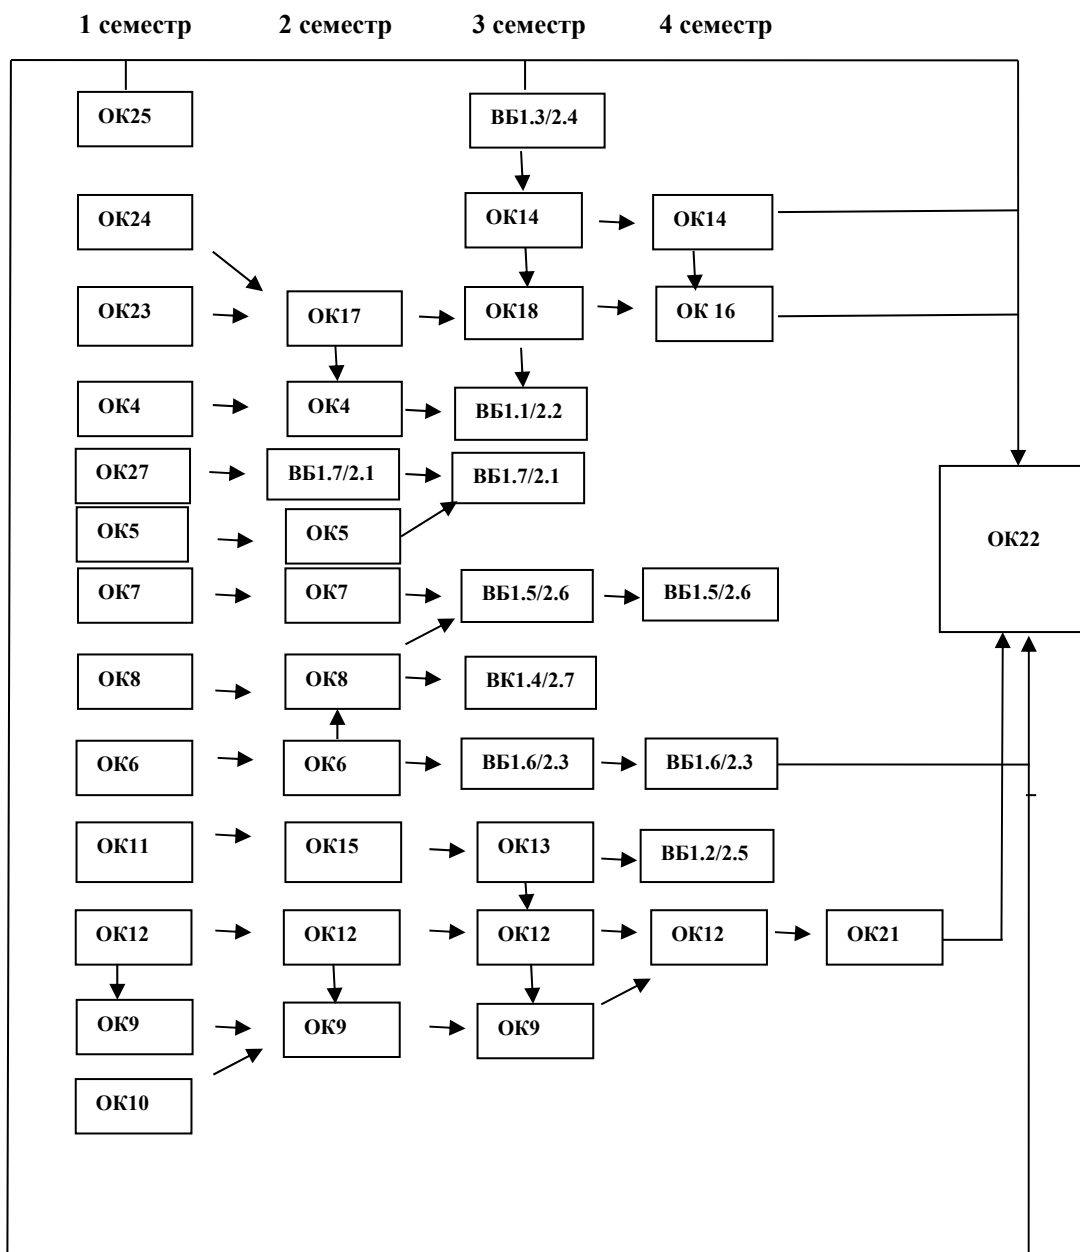 1 семестр 2 семестр 3 семестр 4 семестр
ОК25 ВБ1.3/2.4
ОК24 ОК14 ОК14
ОК23 ОК17 ОК18 ОК 16
ОК4 ОК4 ВБ1.1/2.2
ОК27 ВБ1.7/2.1 ВБ1.7/2.1
ОК5 ОК5 ОК22
ОК7 ОК7 ВБ1.5/2.6 ВБ1.5/2.6
ОК8 ОК8 ВК1.4/2.7
ОК6 ОК6 ВБ1.6/2.3 ВБ1.6/2.3
ОК11 ОК15 ОК13 ВБ1.2/2.5
ОК12 ОК12 ОК12 ОК12 ОК21
ОК9 ОК9 ОК9
ОК10